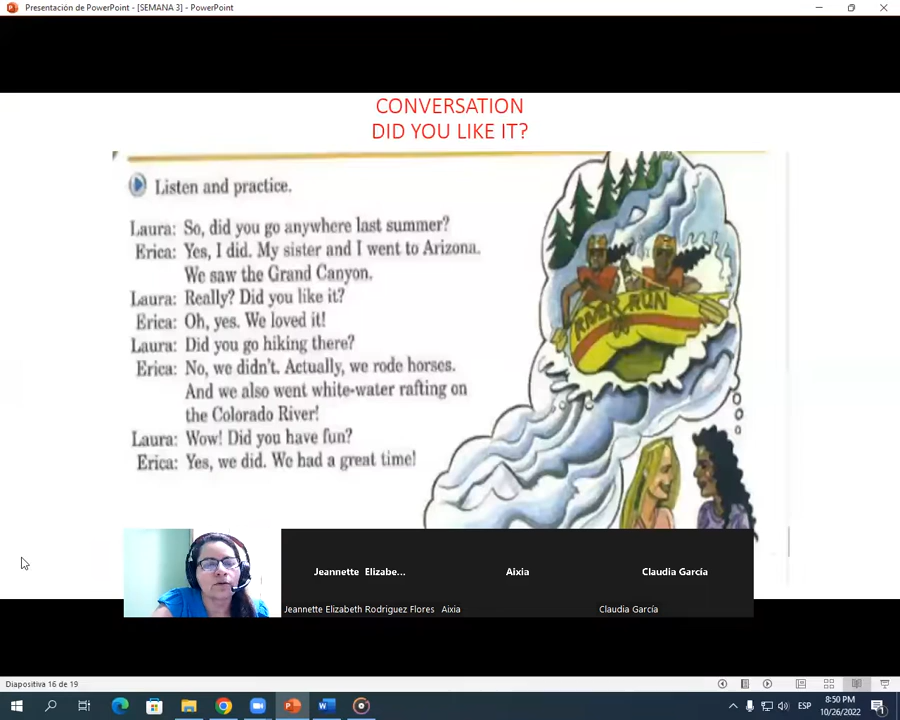 Presentación de PowerPoint - [SEMANA 3] - PowerPoint
CONVERSATION
DID YOU LIKE IT?
Listen and practice.
Laura: So, did you go anywhere last summer?
Erica: Yes, I did. My sister and I went to Arizona.
We saw the Grand Canyon.
Laura: Really? Did you like it?
Erica: Oh, yes. We loved it!
Laura: Did you go hiking there?
Erica: No, we didn't. Actually, we rode horses.
And we also went white-water rafting on
the Colorado River!
Laura: Wow! Did you have fun?
Erica: Yes, we did. We had a great time!
RIVER RUN
Jeannette Elizabe...
Aixia
Claudia García
Jeannette Elizabeth Rodriguez Flores
Aixia
Claudia García
Diapositiva 16 de 19
ESP
8:50 PM
10/26/2022
1